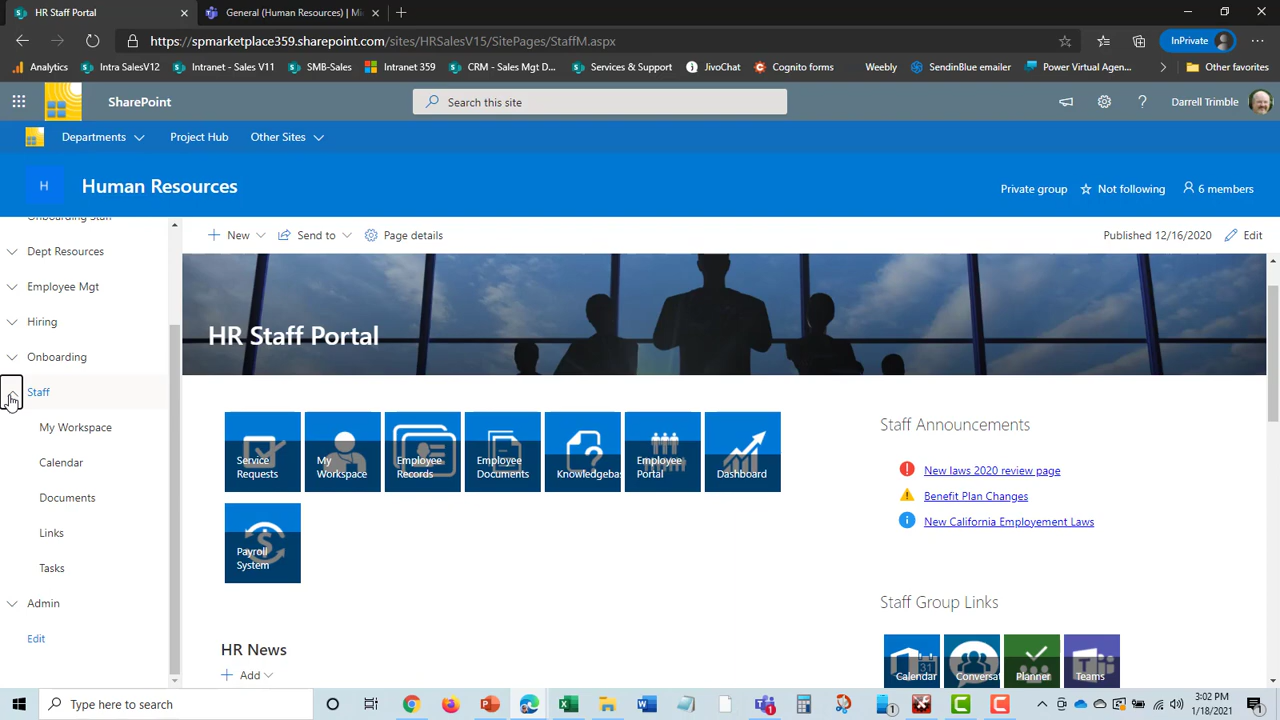 HR Staff Portal
General (Human Resources) | Mi
https://spmarketplace359.sharepoint.com/sites/HRSalesV15/SitePages/StaffM.aspx
InPrivate
Analytics
Intra SalesV12
Intranet - Sales V11
SMB-Sales
Intranet 359
CRM - Sales Mgt D...
Services & Support
JivoChat
Cognito forms
Weebly
SendinBlue emailer
Power Virtual Agen...
Other favorites
SharePoint
Search this site
Darrell Trimble
Departments
Project Hub
Other Sites
H
Human Resources
Private group
Not following
6 members
Onboarding Stuff
Dept Resources
Employee Mgt
Hiring
Onboarding
Staff
My Workspace
Calendar
Documents
Links
Tasks
Admin
Edit
New
Send to
Page details
Published 12/16/2020
Edit
HR Staff Portal
Service
Requests
My
Workspace
Employee
Records
Employee
Documents
Knowledgebas
Employee
Portal
Dashboard
Payroll
System
HR News
Add
Staff Announcements
New laws 2020 review page
Benefit Plan Changes
New California Employement Laws
Staff Group Links
31
Calendar
Conversat
Planner
Teams
Type here to search
3:02 PM
1/18/2021